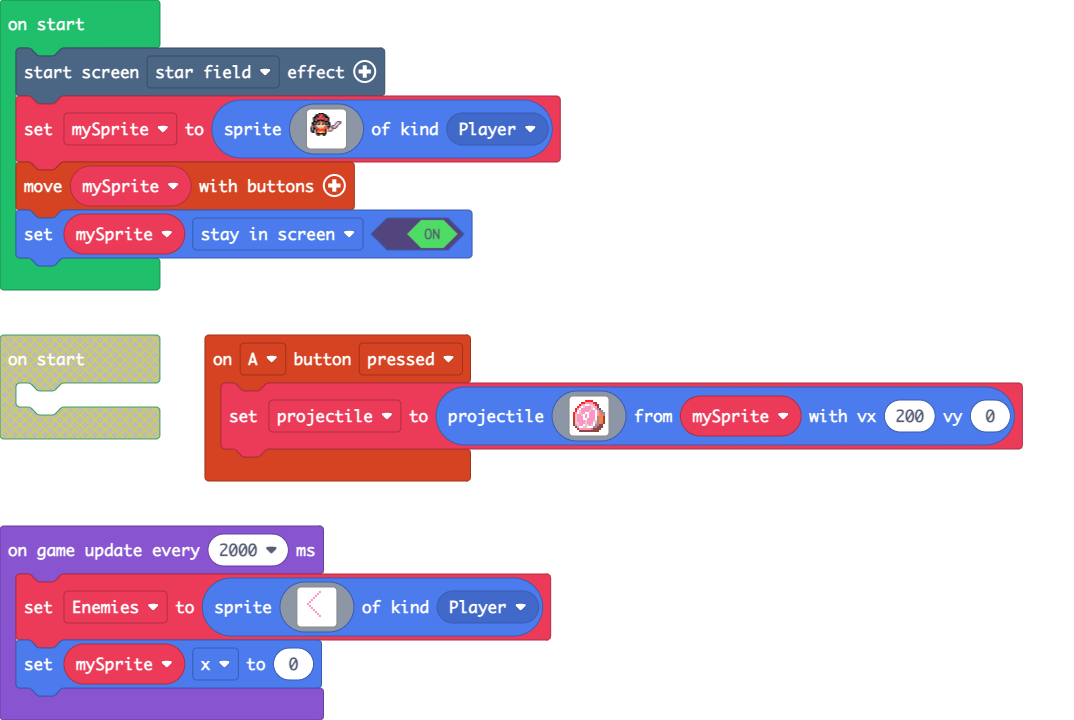 on start
start screen star field effect
set mySprite to sprite of kind Player
move mySprite with buttons
set mySprite stay in screen ON
on start
on A button pressed
set projectile to projectile from mySprite with vx 200 vy 0
on game update every 2000 ms
set Enemies to sprite of kind Player
set mySprite x to 0